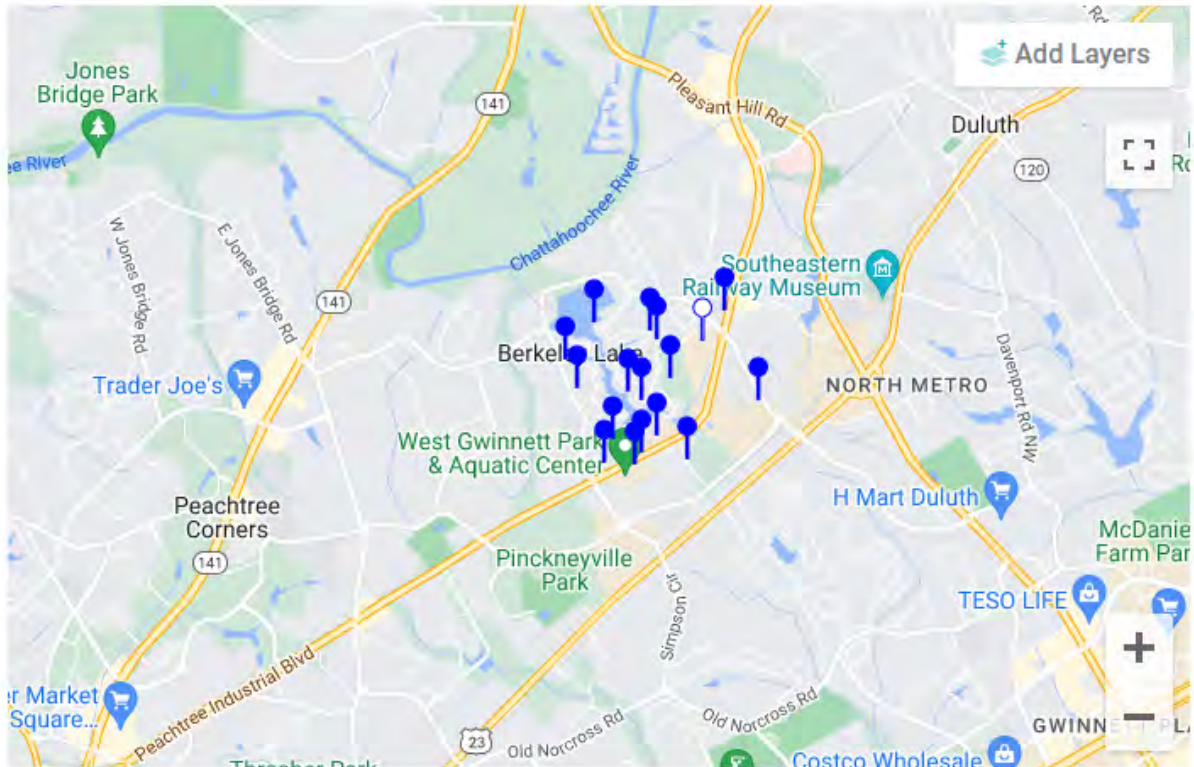 Add Layers
Jones
Bridge Park
141
Pleasant Hill Rd
Duluth
120
ee River
Chattahoochee River
W Jones Bridge Rd
E Jones Bridge Rd
Southeastern
Railway Museum
141
Davenport Rd NW
Berkeley Lake
Trader Joe's
NORTH METRO
West Gwinnett Park
& Aquatic Center
H Mart Duluth
Peachtree
Corners
McDanie
Farm Par
141
Pinckneyville
Park
Simpson Cir
TESO LIFE
er Market
Square...
Peachtree Industrial Blvd
Old Norcross Rd
Old Norcross Rd
23
GWINN
Costco Wholesale